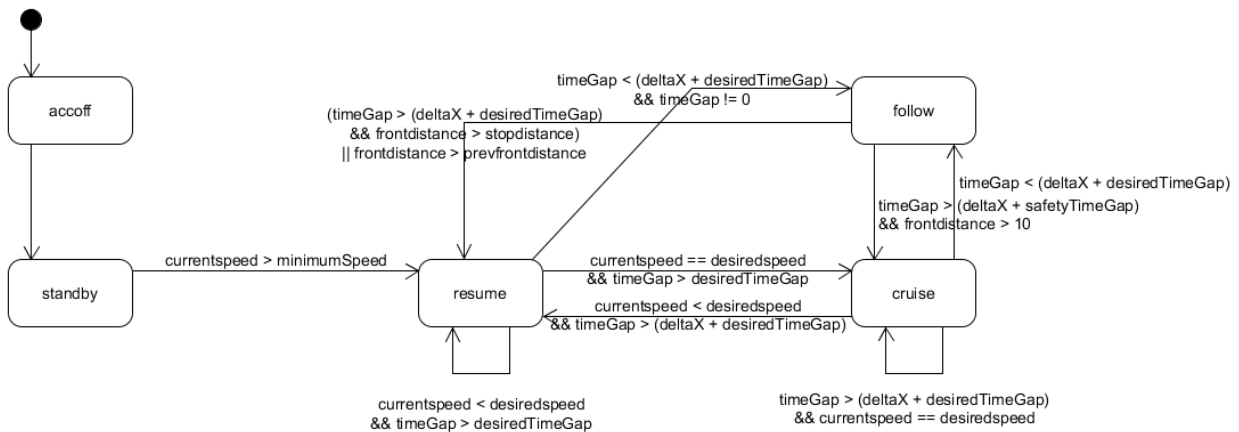 timeGap < (deltaX + desiredTimeGap)
&& timeGap != 0
accoff
(timeGap > (deltaX + desiredTimeGap)
&& frontdistance > stopdistance)
|| frontdistance > prevfrontdistance
follow
timeGap < (deltaX + desiredTimeGap)
timeGap > (deltaX + safetyTimeGap)
&& frontdistance > 10
standby
currentspeed > minimumSpeed
resume
currentspeed == desiredspeed
&& timeGap > desiredTimeGap
currentspeed < desiredspeed
&& timeGap > (deltaX + desiredTimeGap)
cruise
currentspeed < desiredspeed
&& timeGap > desiredTimeGap
timeGap > (deltaX + desiredTimeGap)
&& currentspeed == desiredspeed